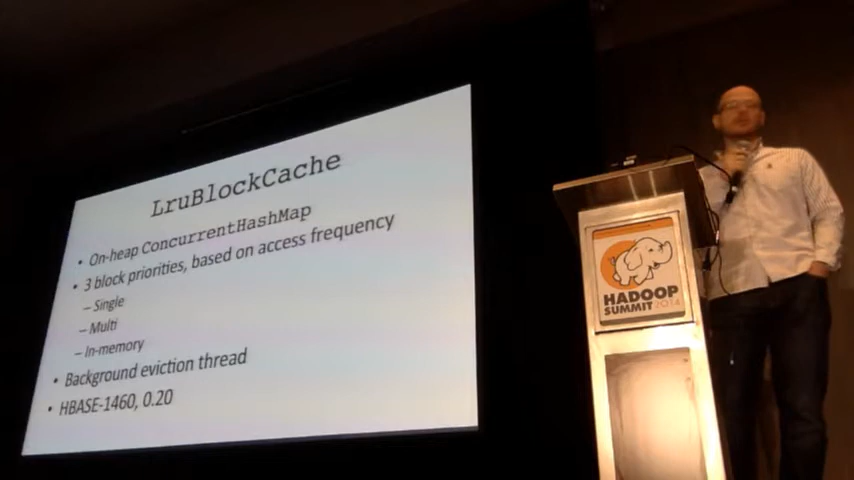 LruBlockCache
• On-heap ConcurrentHashMap
• 3 block priorities, based on access frequency
– Single
– Multi
– In-memory
• Background eviction thread
• HBASE-1460, 0.20
HADOOP
SUMMIT 2014